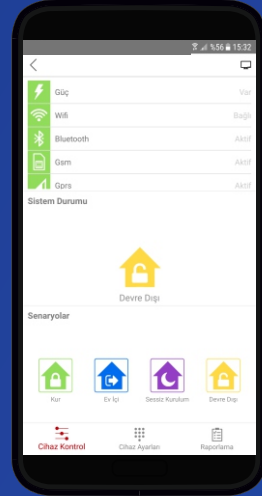 %56 15:32
Güç Var
Wifi Bağlı
Bluetooth Aktif
Gsm Aktif
Gprs Aktif
Sistem Durumu
Devre Dışı
Senaryolar
Kur Ev İçi Sessiz Kurulum Devre Dışı
Cihaz Kontrol Cihaz Ayarları Raporlama